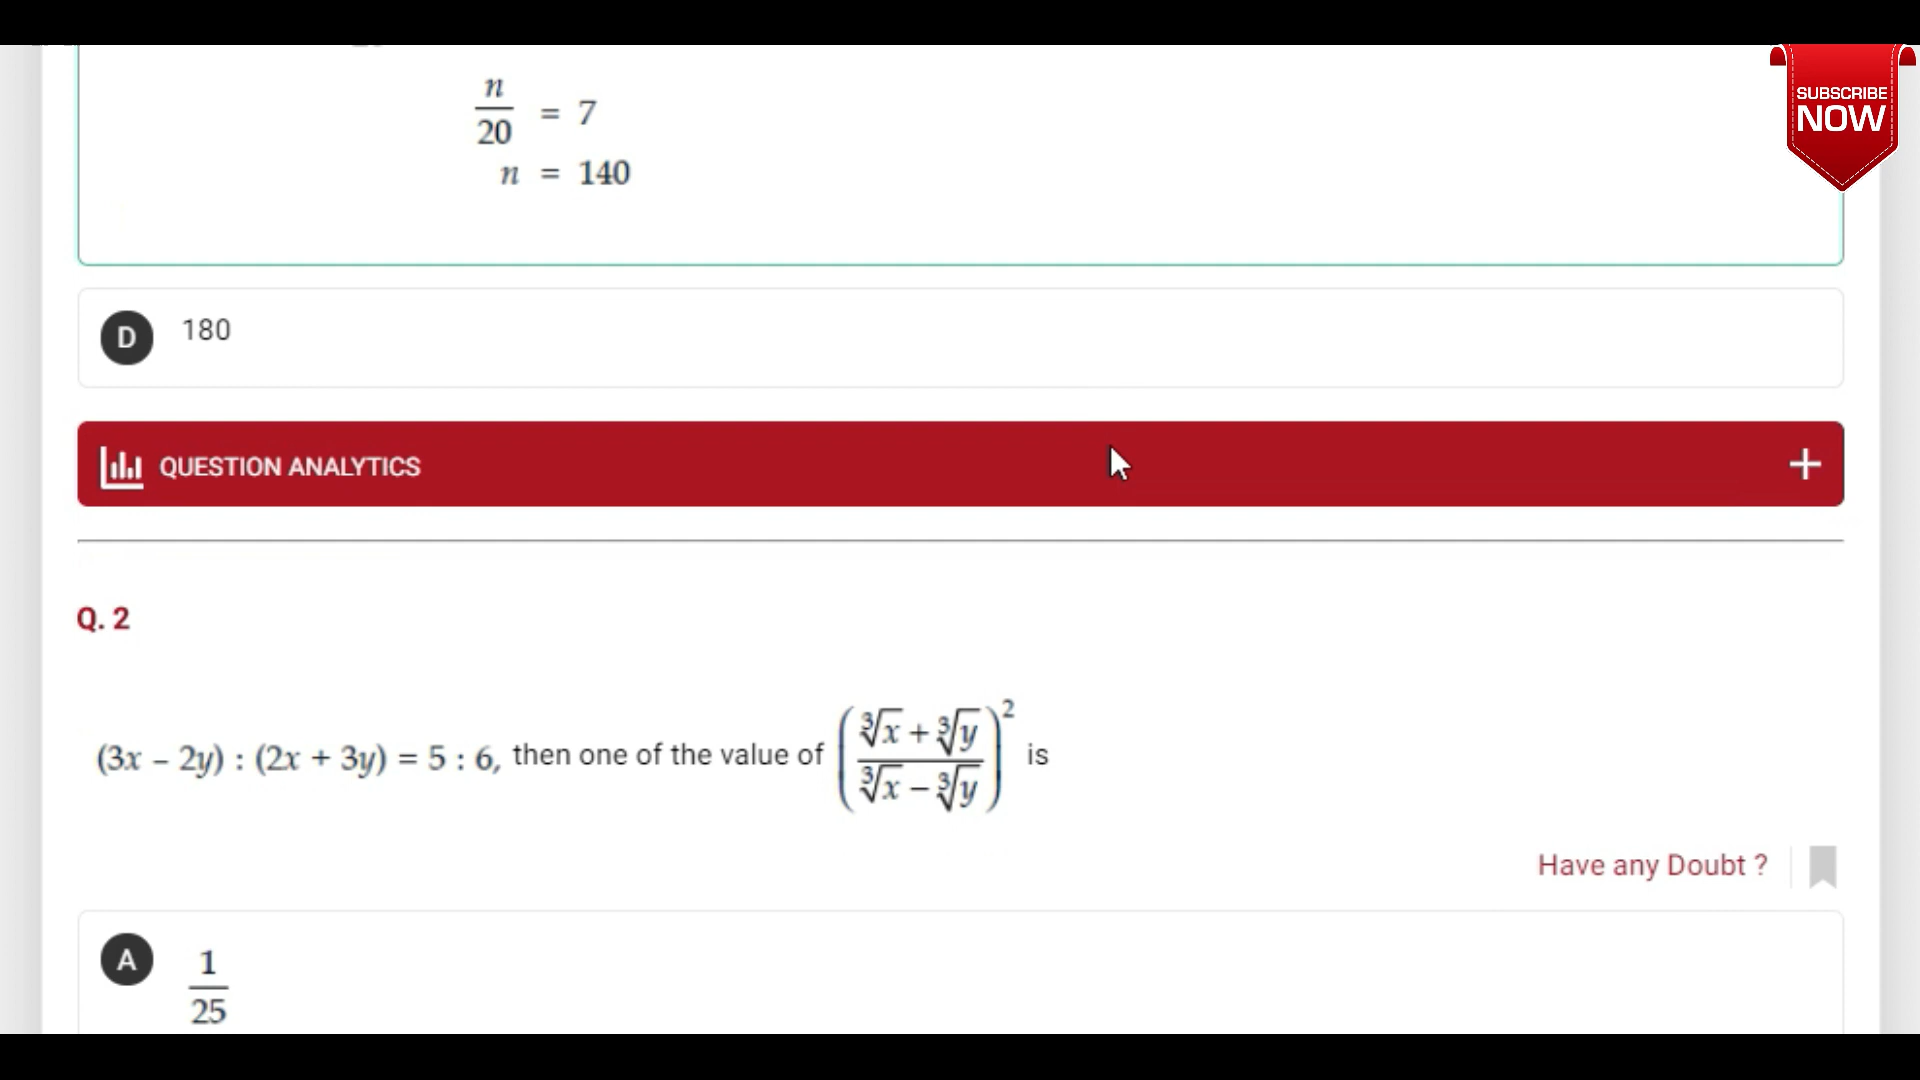 n/20 = 7
n = 140
SUBSCRIBE
NOW
D 180
QUESTION ANALYTICS +
Q. 2
(3x − 2y) : (2x + 3y) = 5 : 6, then one of the value of ((∛x + ∛y)/(∛x − ∛y))² is
Have any Doubt ?
A 1/25